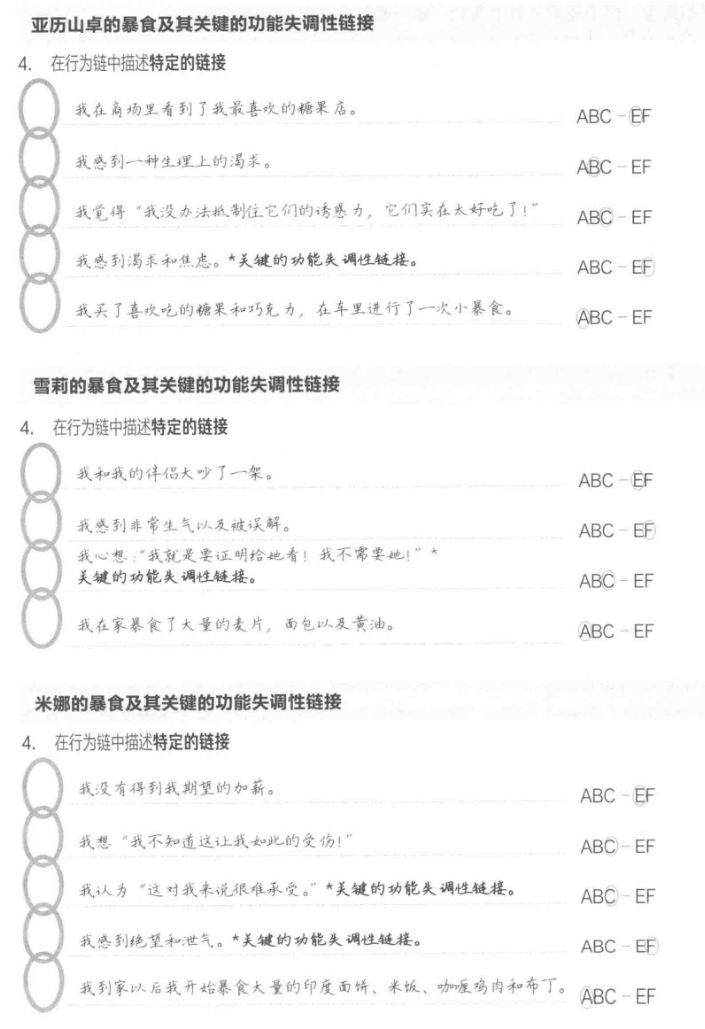 亚历山卓的暴食及其关键的功能失调性链接
4. 在行为链中描述特定的链接
我在商场里看到了我最喜欢的糖果店。 ABC – EF
我感到一种生理上的渴求。 ABC – EF
我觉得“我没办法抵制住它们的诱惑力，它们实在太好吃了！” ABC – EF
我感到渴求和焦虑。*关键的功能失调性链接。 ABC – EF
我买了喜欢吃的糖果和巧克力，在车里进行了一次小暴食。 ABC – EF
雪莉的暴食及其关键的功能失调性链接
4. 在行为链中描述特定的链接
我和我的伴侣大吵了一架。 ABC – EF
我感到非常生气以及被误解。 ABC – EF
我心想：“我就是要证明给她看！我不需要她！”*
关键的功能失调性链接。 ABC – EF
我在家暴食了大量的麦片，面包以及黄油。 ABC – EF
米娜的暴食及其关键的功能失调性链接
4. 在行为链中描述特定的链接
我没有得到我期望的加薪。 ABC – EF
我想“我不知道这让我如此的受伤！” ABC – EF
我认为“这对我来说很难承受。”*关键的功能失调性链接。 ABC – EF
我感到绝望和泄气。*关键的功能失调性链接。 ABC – EF
我到家以后我开始暴食大量的印度面饼、米饭、咖喱鸡肉和布丁。 ABC – EF